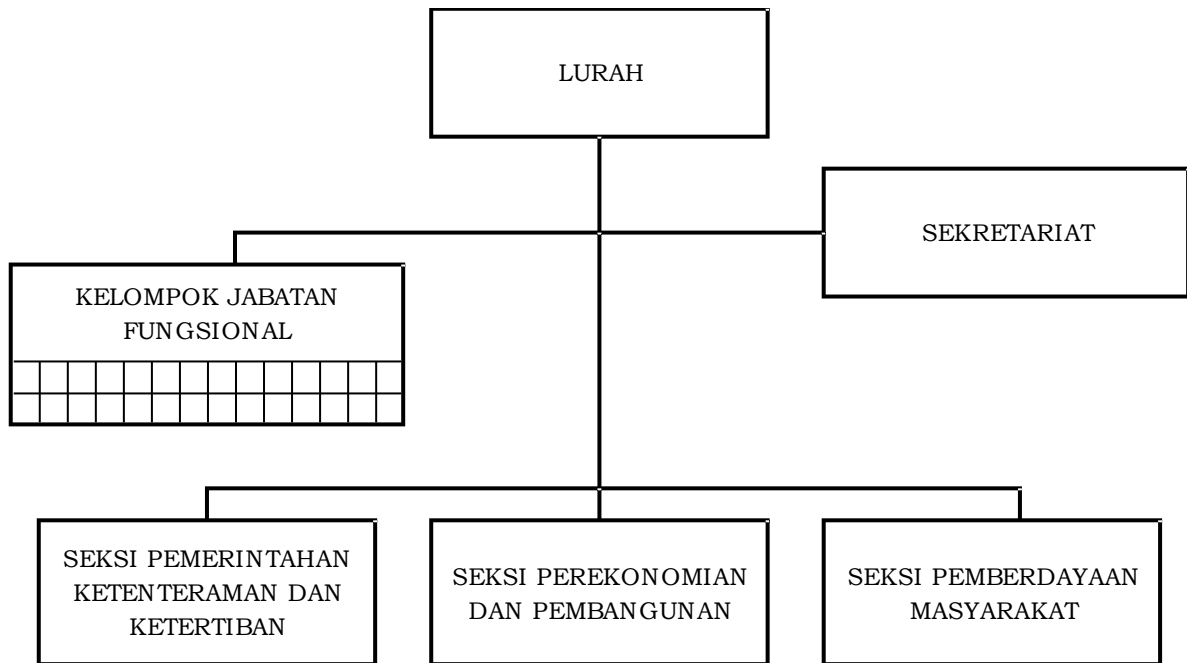 LURAH
SEKRETARIAT
KELOMPOK JABATAN
FUNGSIONAL
SEKSI PEMERINTAHAN
KETENTERAMAN DAN
KETERTIBAN
SEKSI PEREKONOMIAN
DAN PEMBANGUNAN
SEKSI PEMBERDAYAAN
MASYARAKAT